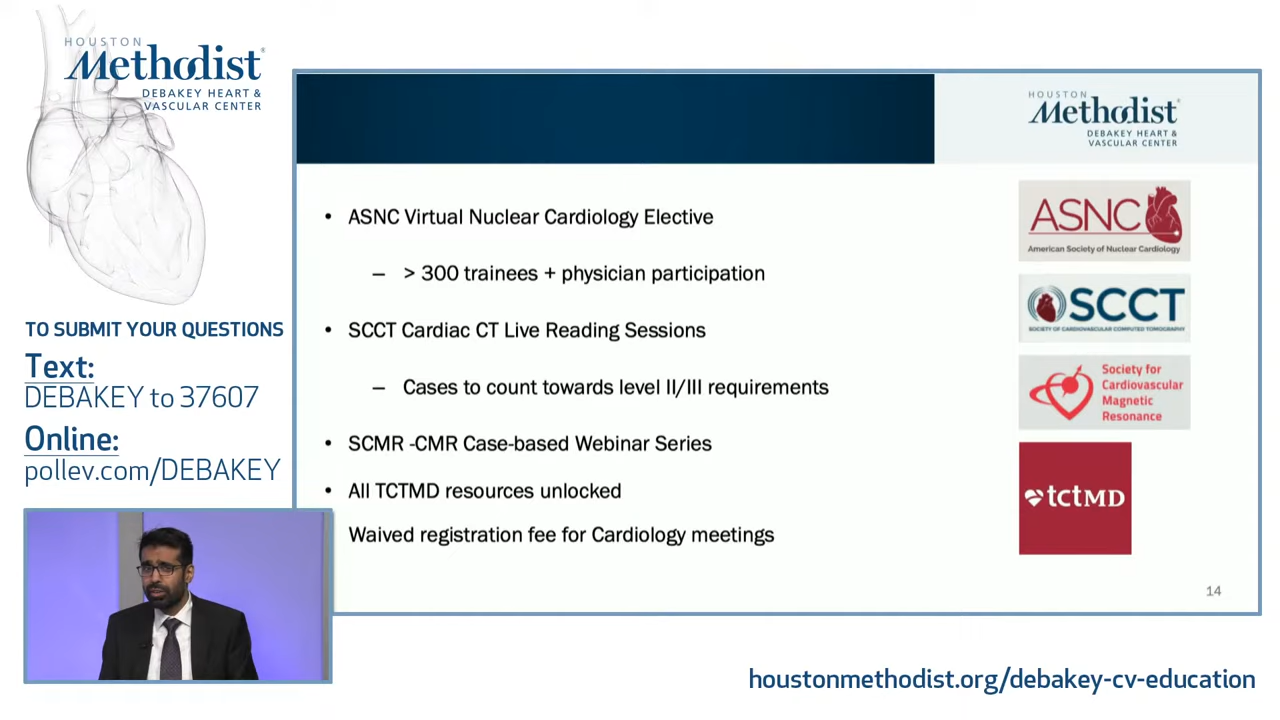 HOUSTON
Methodist®
DEBAKEY HEART &
VASCULAR CENTER
TO SUBMIT YOUR QUESTIONS
Text:
DEBAKEY to 37607
Online:
pollev.com/DEBAKEY
HOUSTON
Methodist®
DEBAKEY HEART &
VASCULAR CENTER
• ASNC Virtual Nuclear Cardiology Elective
– > 300 trainees + physician participation
• SCCT Cardiac CT Live Reading Sessions
– Cases to count towards level II/III requirements
• SCMR -CMR Case-based Webinar Series
• All TCTMD resources unlocked
Waived registration fee for Cardiology meetings
ASNC
American Society of Nuclear Cardiology
SCCT
SOCIETY OF CARDIOVASCULAR COMPUTED TOMOGRAPHY
Society for
Cardiovascular
Magnetic
Resonance
tctMD
14
houstonmethodist.org/debakey-cv-education